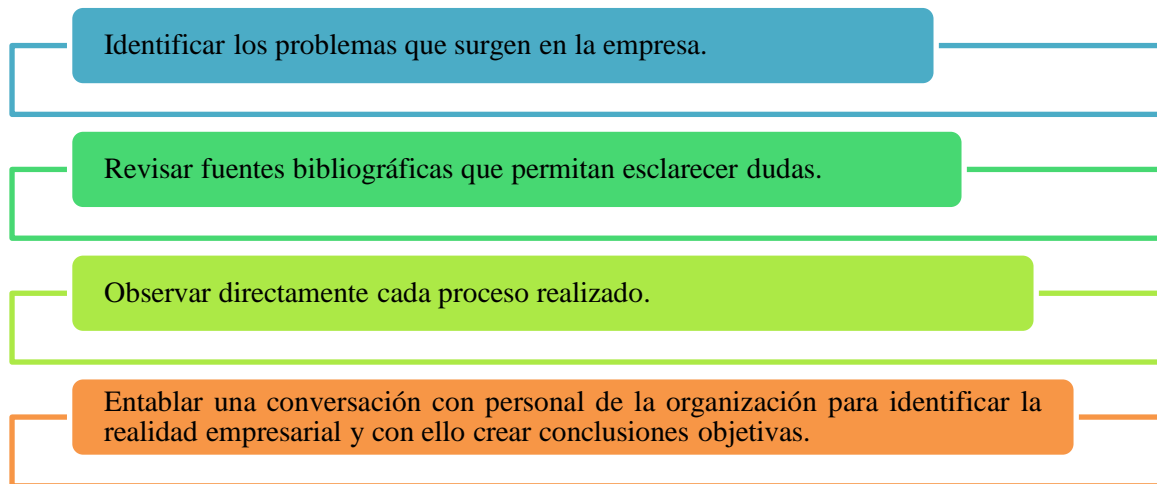 Identificar los problemas que surgen en la empresa.
Revisar fuentes bibliográficas que permitan esclarecer dudas.
Observar directamente cada proceso realizado.
Entablar una conversación con personal de la organización para identificar la
realidad empresarial y con ello crear conclusiones objetivas.